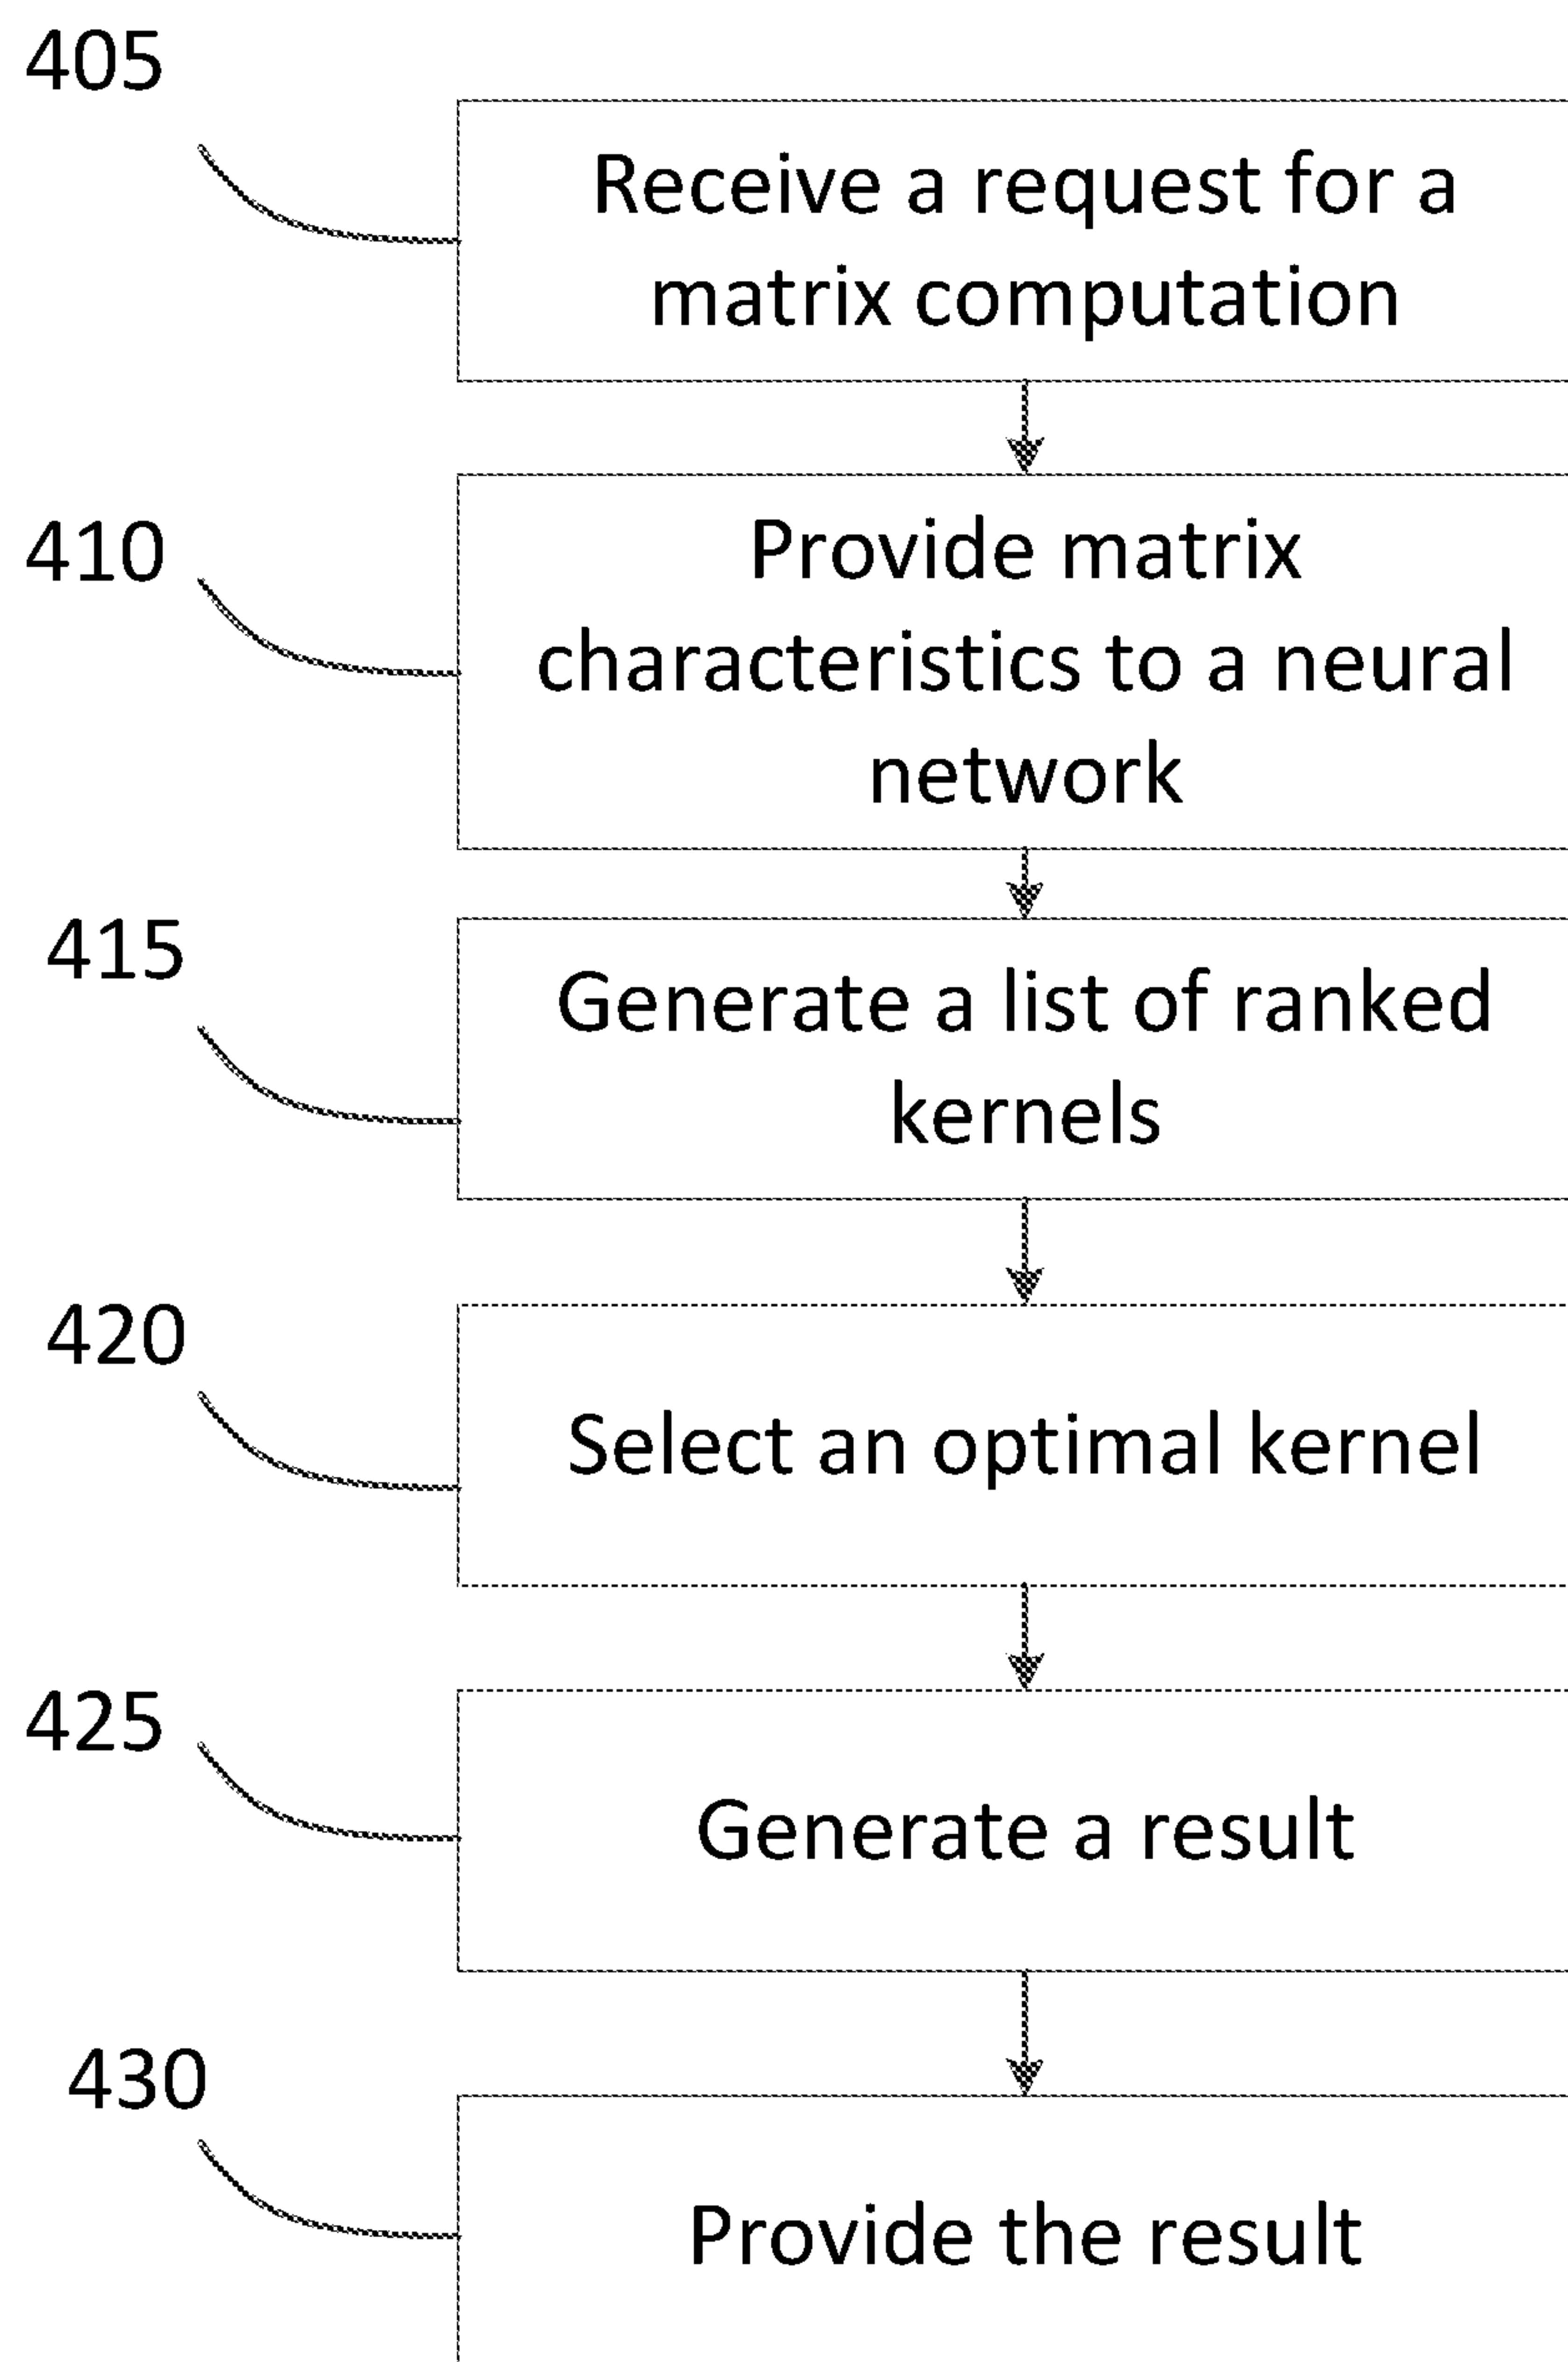 405
Receive a request for a
matrix computation
410
Provide matrix
characteristics to a neural
network
415
Generate a list of ranked
kernels
420
Select an optimal kernel
425
Generate a result
430
Provide the result